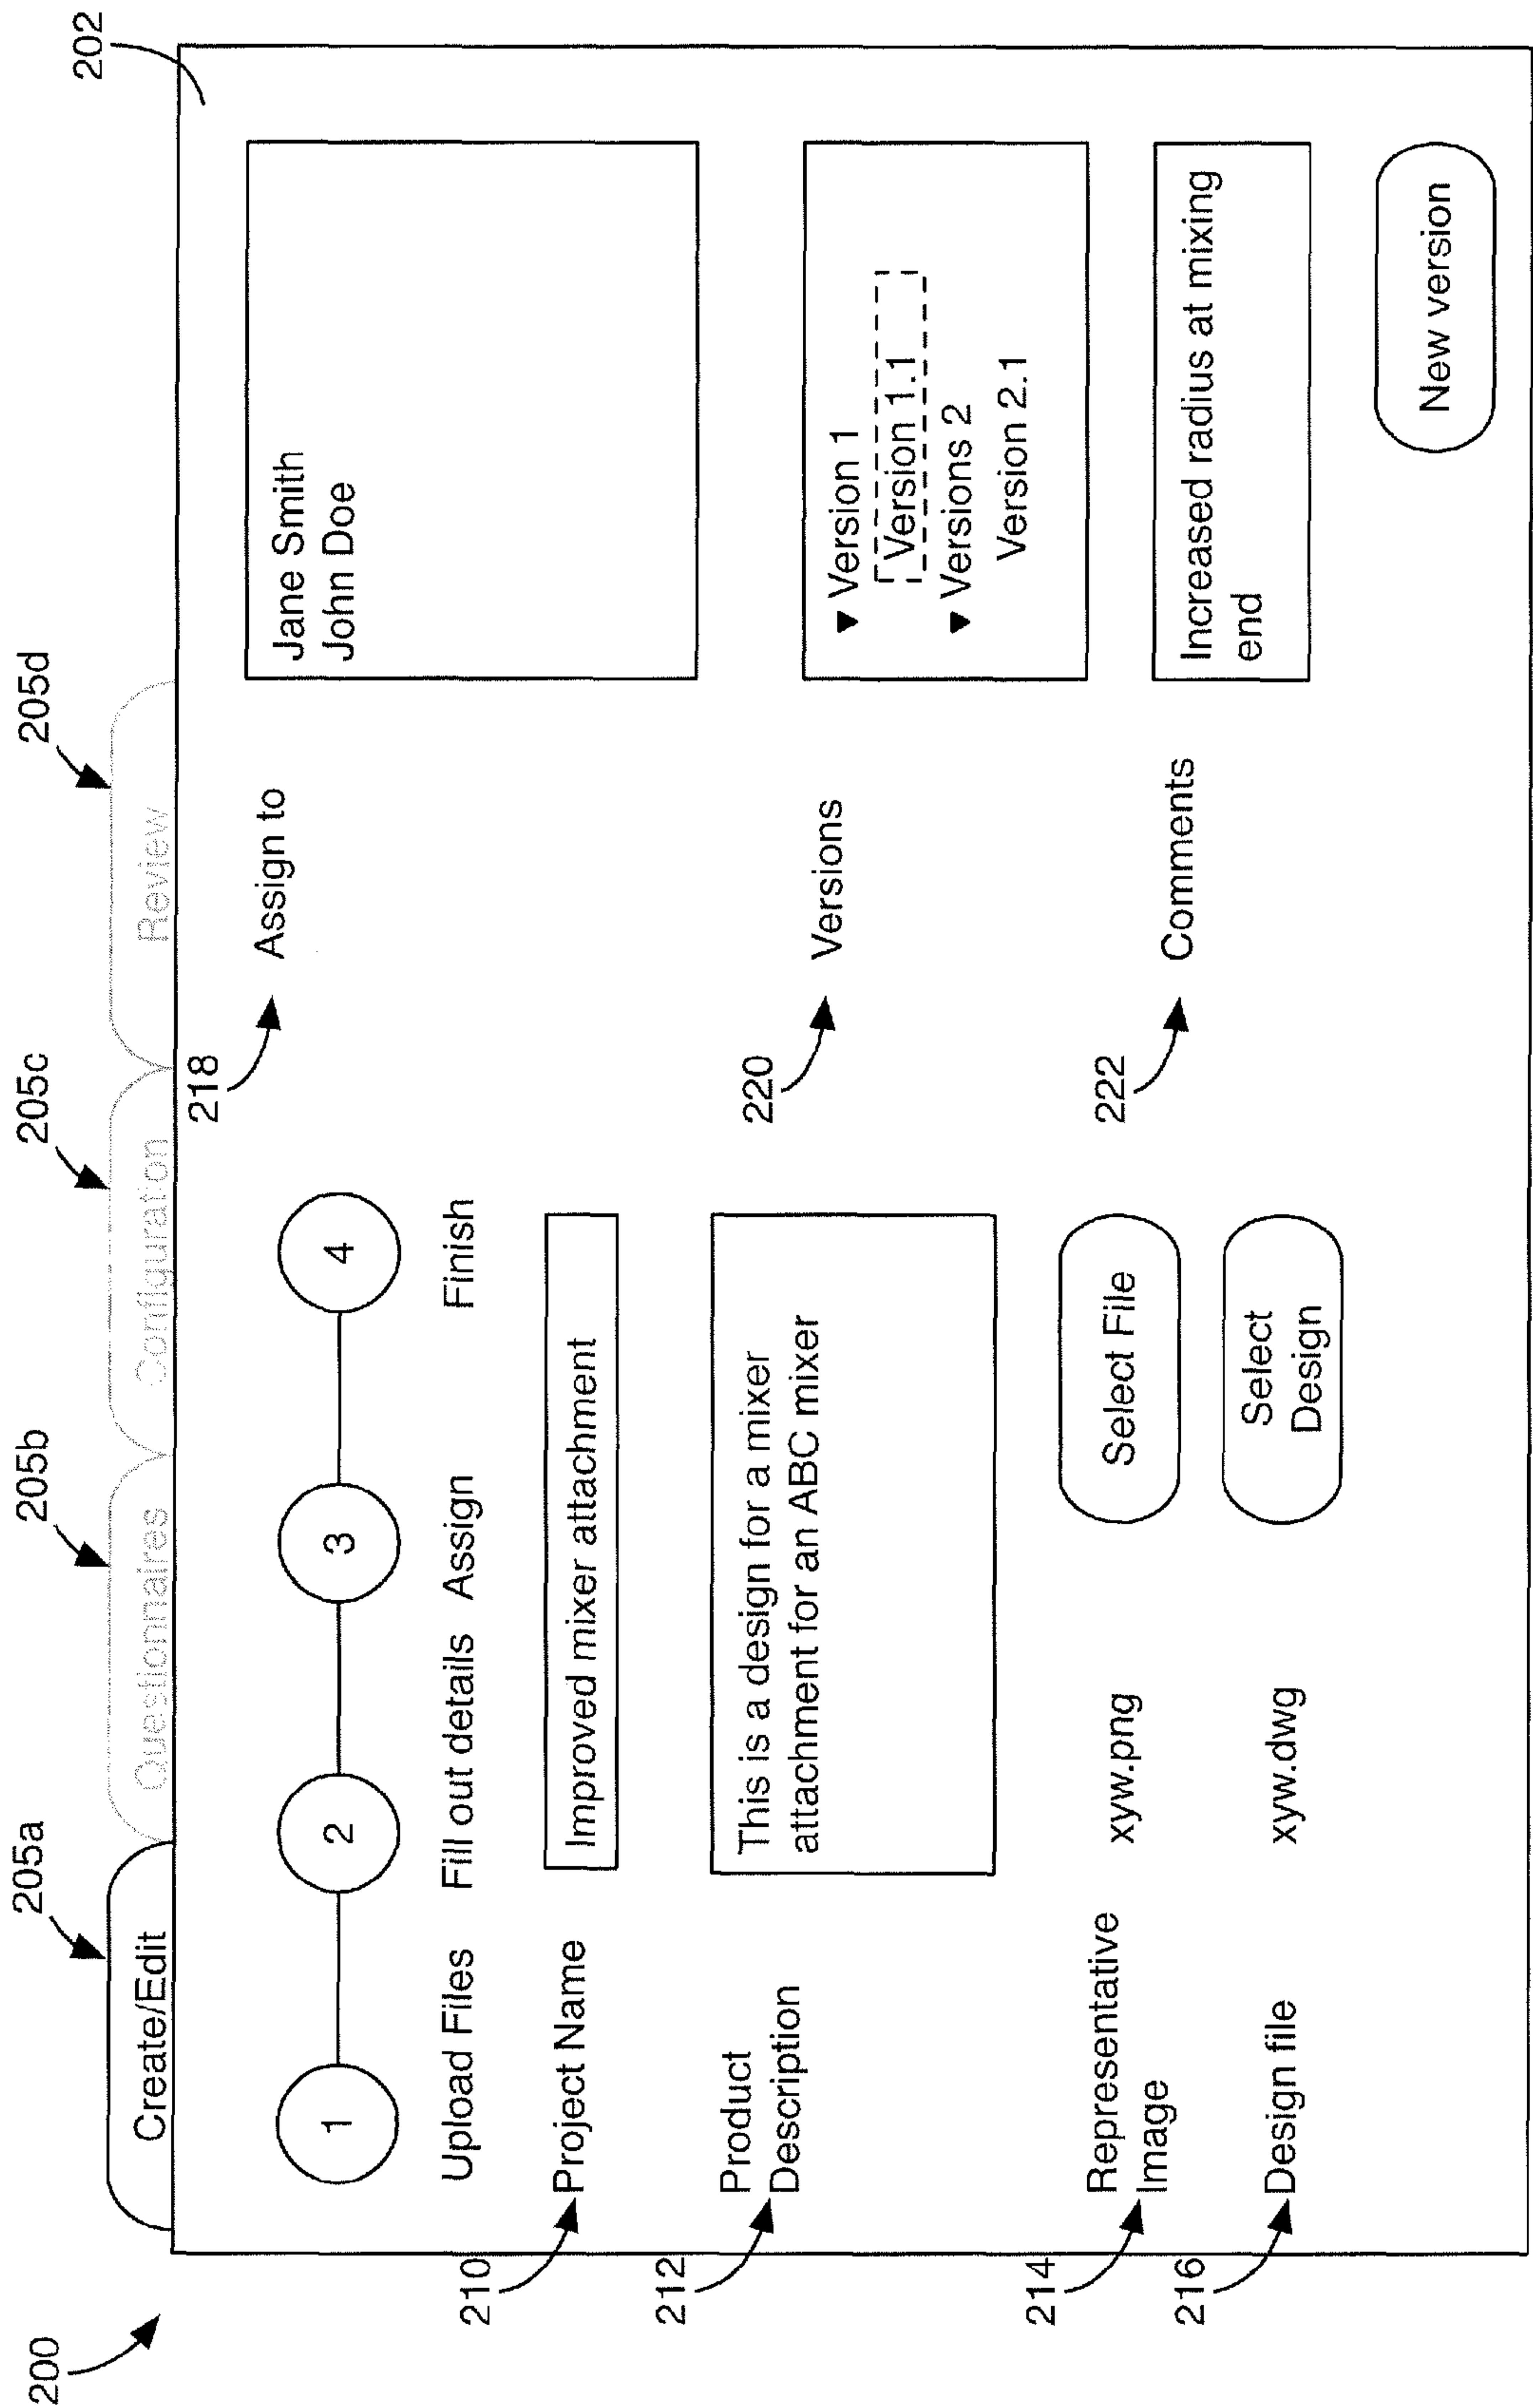 200
205a
205b
205c
205d
202
Create/Edit
Questionnaires
Configuration
Review
1
2
3
4
Upload Files
Fill out details
Assign
Finish
210
Project Name
Improved mixer attachment
212
Product
Description
This is a design for a mixer
attachment for an ABC mixer
214
Representative
Image
xyw.png
Select File
216
Design file
xyw.dwg
Select
Design
218
Assign to
Jane Smith
John Doe
220
Versions
▼ Version 1
Version 1.1
▼ Versions 2
Version 2.1
222
Comments
Increased radius at mixing
end
New version